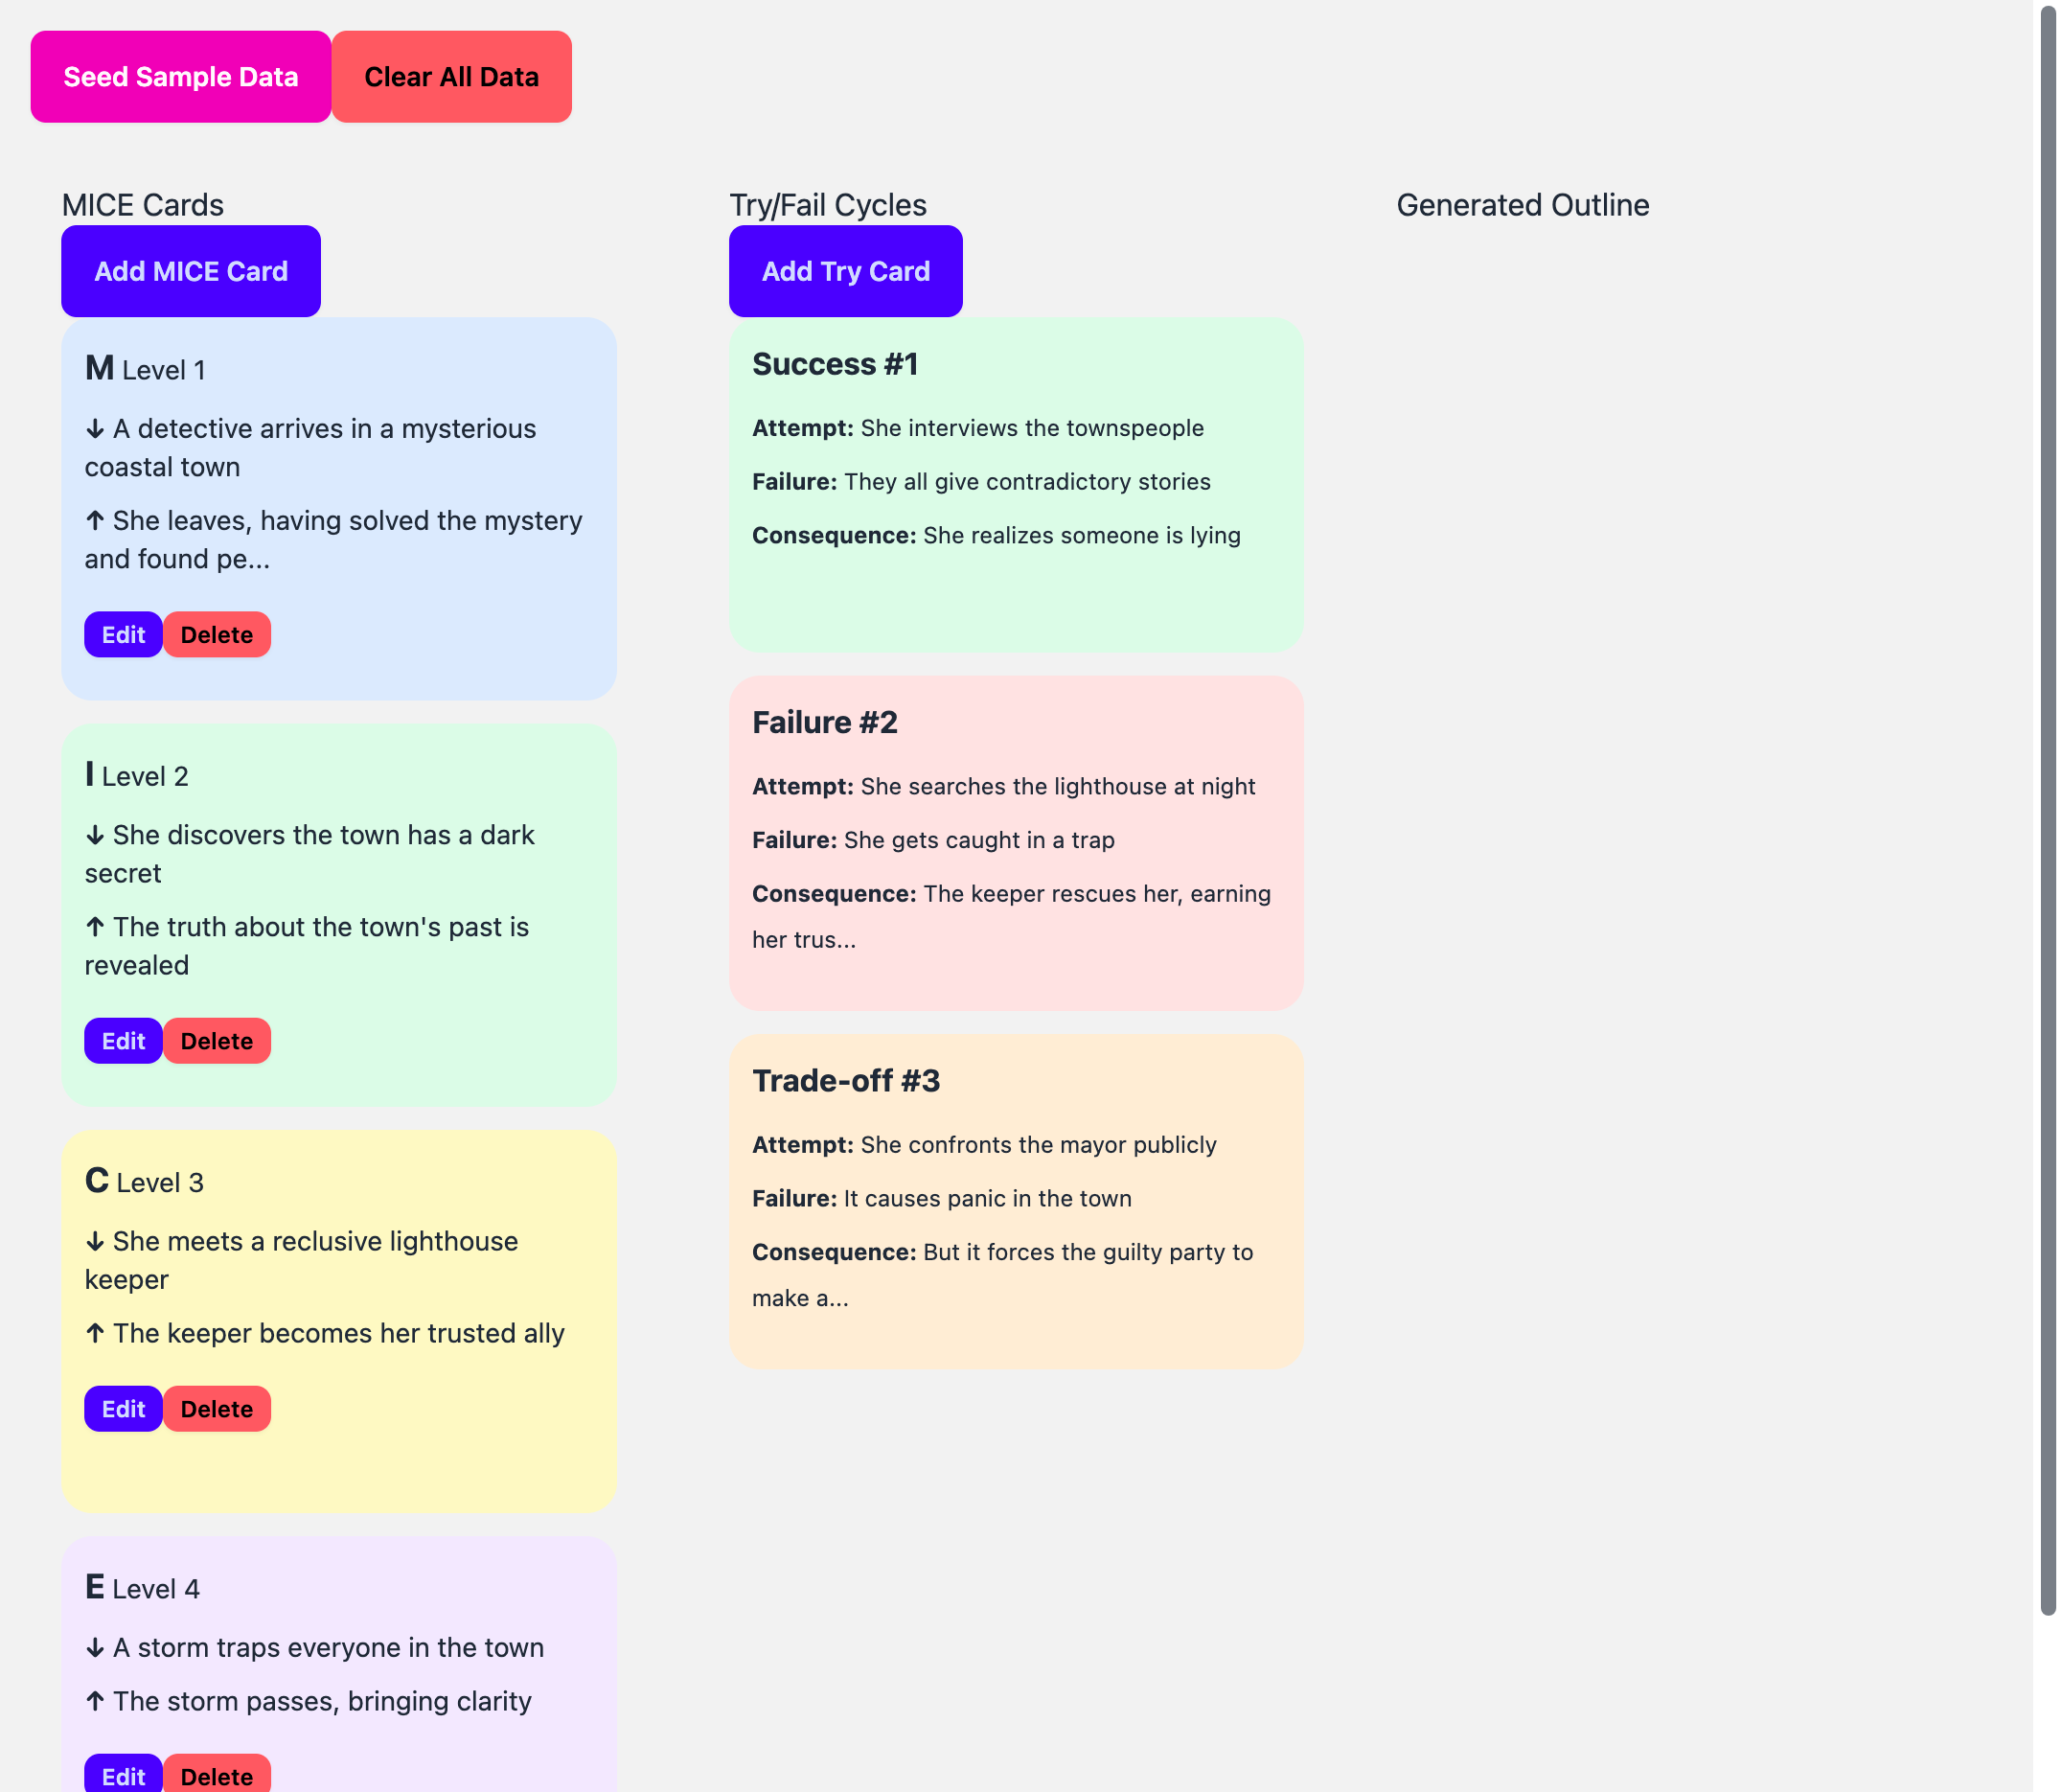 Seed Sample Data
Clear All Data
MICE Cards
Add MICE Card
M Level 1
↓ A detective arrives in a mysterious
coastal town
↑ She leaves, having solved the mystery
and found pe...
Edit
Delete
I Level 2
↓ She discovers the town has a dark
secret
↑ The truth about the town's past is
revealed
Edit
Delete
C Level 3
↓ She meets a reclusive lighthouse
keeper
↑ The keeper becomes her trusted ally
Edit
Delete
E Level 4
↓ A storm traps everyone in the town
↑ The storm passes, bringing clarity
Edit
Delete
Try/Fail Cycles
Add Try Card
Success #1
Attempt: She interviews the townspeople
Failure: They all give contradictory stories
Consequence: She realizes someone is lying
Failure #2
Attempt: She searches the lighthouse at night
Failure: She gets caught in a trap
Consequence: The keeper rescues her, earning
her trus...
Trade-off #3
Attempt: She confronts the mayor publicly
Failure: It causes panic in the town
Consequence: But it forces the guilty party to
make a...
Generated Outline